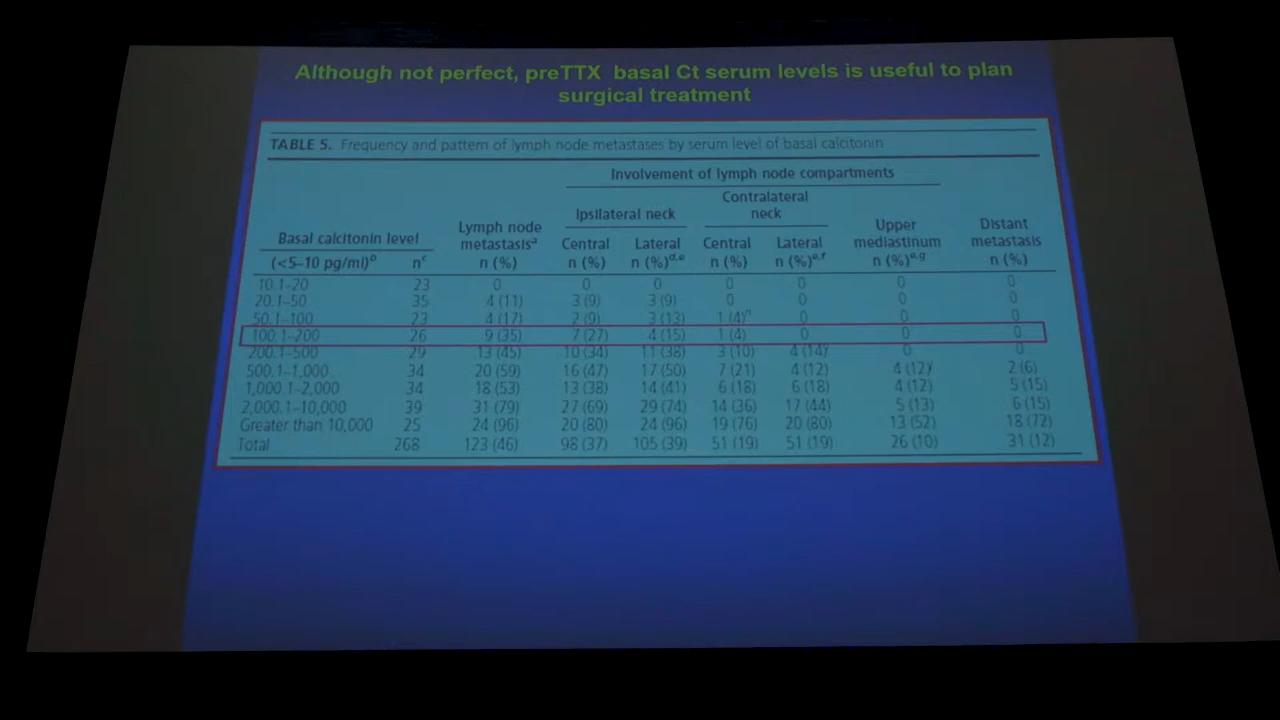 Although not perfect, preTTX basal Ct serum levels is useful to plan
surgical treatment
TABLE 5. Frequency and pattern of lymph node metastases by serum level of basal calcitonin
Involvement of lymph node compartments
Contralateral
Ipsilateral neck neck
Lymph node Upper Distant
Basal calcitonin level metastasis^a Central Lateral Central Lateral mediastinum metastasis
(<5–10 pg/ml)^b n^c n (%) n (%) n (%)^d,e n (%) n (%)^e,f n (%)^e,g n (%)
10.1–20 23 0 0 0 0 0 0 0
20.1–50 35 4 (11) 3 (9) 3 (9) 0 0 0 0
50.1–100 23 4 (17) 2 (9) 3 (13) 1 (4)^h 0 0 0
100.1–200 26 9 (35) 7 (27) 4 (15) 1 (4) 0 0 0
200.1–500 29 13 (45) 10 (34) 11 (38) 3 (10) 4 (14) 0 0
500.1–1,000 34 20 (59) 16 (47) 17 (50) 7 (21) 4 (12) 4 (12) 2 (6)
1,000.1–2,000 34 18 (53) 13 (38) 14 (41) 6 (18) 6 (18) 4 (12) 5 (15)
2,000.1–10,000 39 31 (79) 27 (69) 29 (74) 14 (36) 17 (44) 5 (13) 6 (15)
Greater than 10,000 25 24 (96) 20 (80) 24 (96) 19 (76) 20 (80) 13 (52) 18 (72)
Total 268 123 (46) 98 (37) 105 (39) 51 (19) 51 (19) 26 (10) 31 (12)